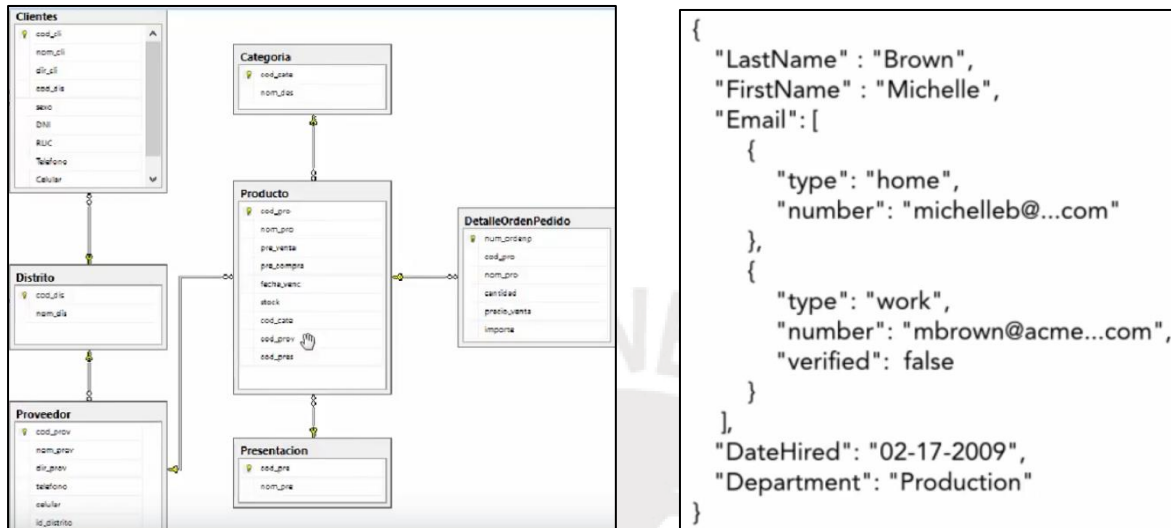 Clientes
cod_cli
nom_cli
dir_cli
cod_dis
sexo
DNI
RUC
Telefono
Celular
Distrito
cod_dis
nom_dis
Proveedor
cod_prov
nom_prov
dir_prov
telefono
celular
id_distrito
Categoria
cod_cate
nom_des
Producto
cod_pro
nom_pro
pre_venta
pre_compra
fecha_venc
stock
cod_cate
cod_prov
cod_pres
Presentacion
cod_pre
nom_pre
DetalleOrdenPedido
num_ordenp
cod_pro
nom_pro
cantidad
precio_venta
importe
{
"LastName" : "Brown",
"FirstName" : "Michelle",
"Email": [
{
"type": "home",
"number": "michelleb@...com"
},
{
"type": "work",
"number": "mbrown@acme...com",
"verified": false
}
],
"DateHired": "02-17-2009",
"Department": "Production"
}